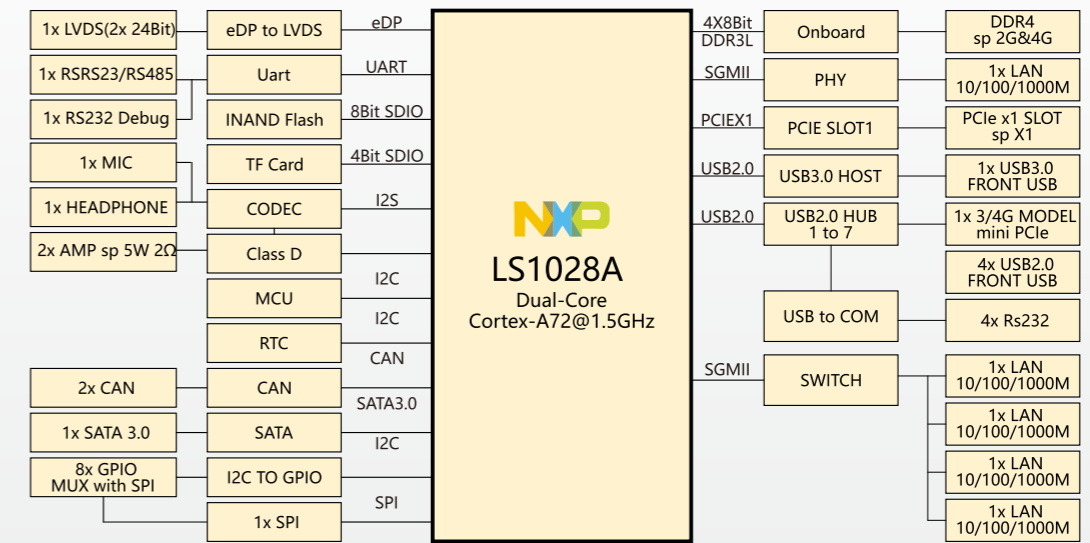 1x LVDS(2x 24Bit)
eDP to LVDS
eDP
1x RSRS23/RS485
Uart
UART
1x RS232 Debug
INAND Flash
8Bit SDIO
1x MIC
TF Card
4Bit SDIO
1x HEADPHONE
CODEC
I2S
2x AMP sp 5W 2Ω
Class D
I2C
MCU
I2C
RTC
CAN
2x CAN
CAN
SATA3.0
1x SATA 3.0
SATA
I2C
8x GPIO
MUX with SPI
I2C TO GPIO
SPI
1x SPI
NXP
LS1028A
Dual-Core
Cortex-A72@1.5GHz
4X8Bit
DDR3L
Onboard
DDR4
sp 2G&4G
SGMII
PHY
1x LAN
10/100/1000M
PCIEX1
PCIE SLOT1
PCIe x1 SLOT
sp X1
USB2.0
USB3.0 HOST
1x USB3.0
FRONT USB
USB2.0
USB2.0 HUB
1 to 7
1x 3/4G MODEL
mini PCIe
4x USB2.0
FRONT USB
USB to COM
4x Rs232
SGMII
SWITCH
1x LAN
10/100/1000M
1x LAN
10/100/1000M
1x LAN
10/100/1000M
1x LAN
10/100/1000M